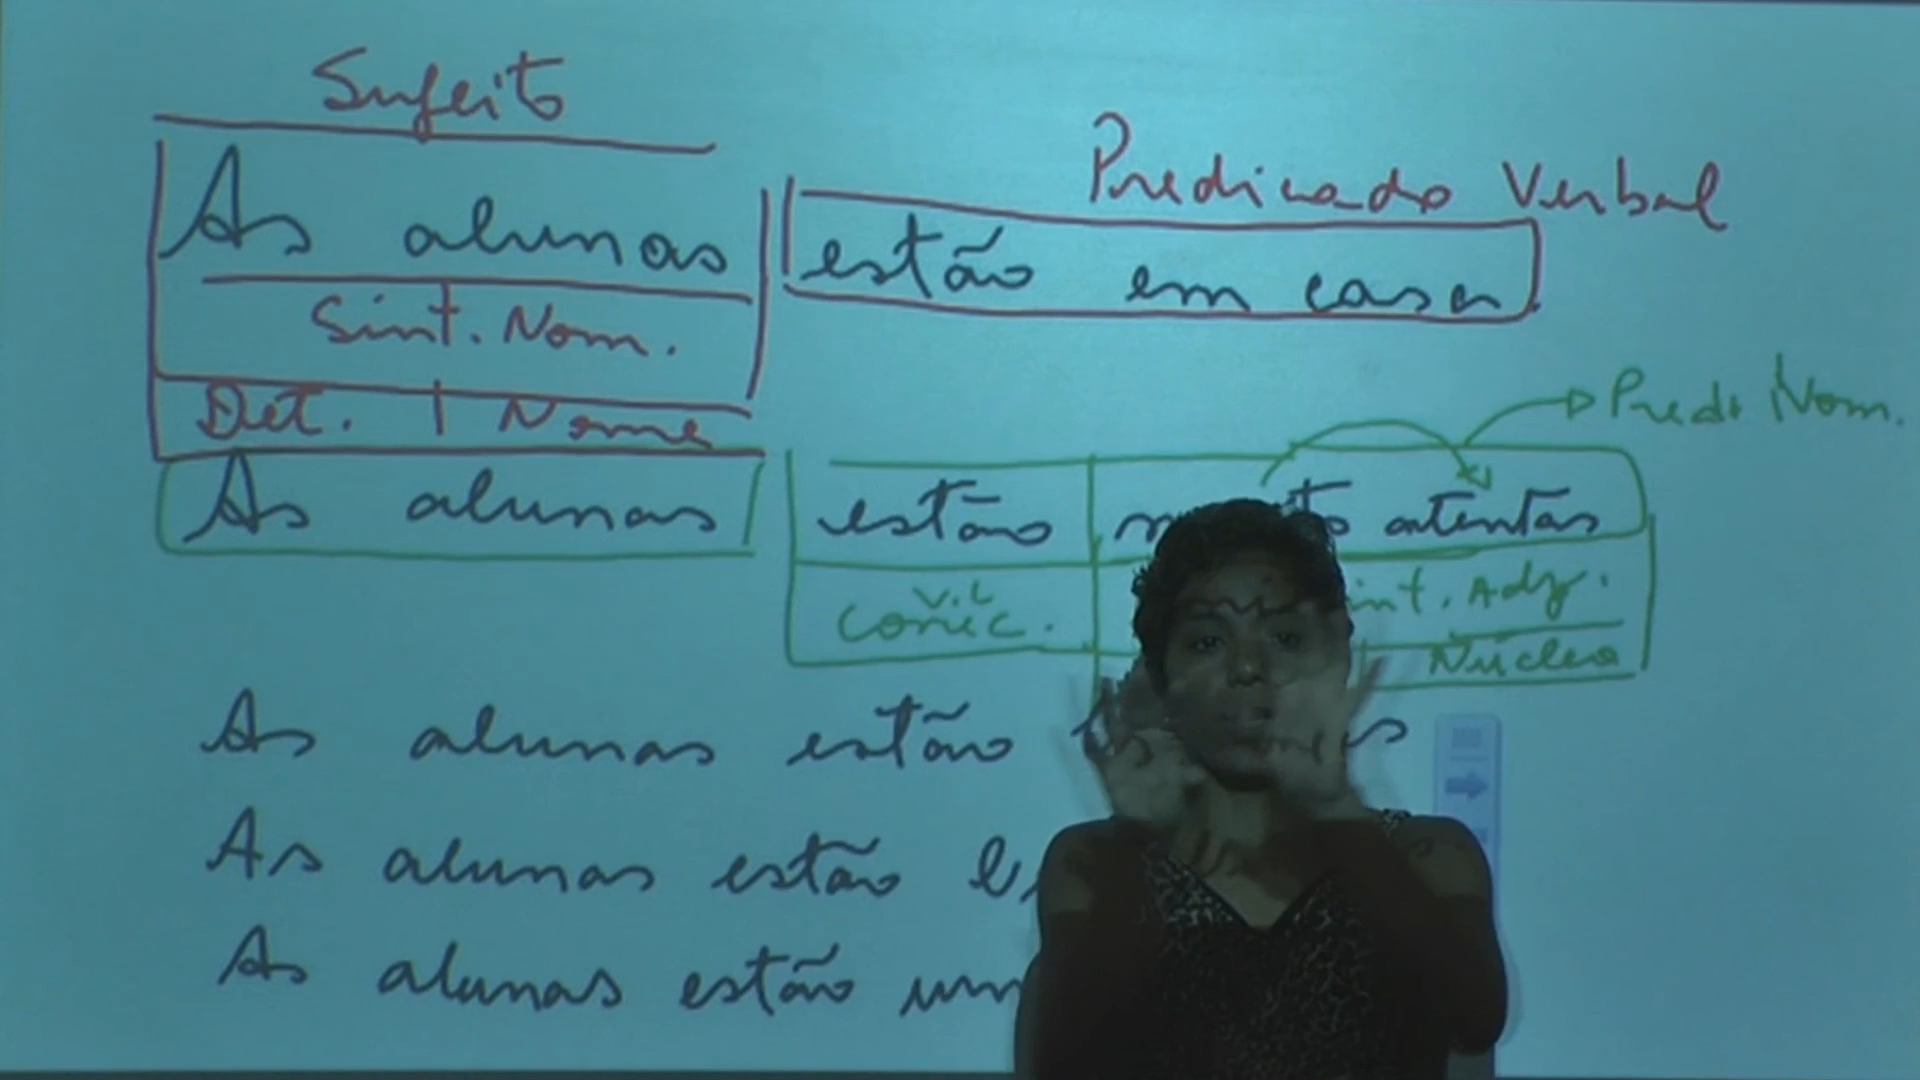 Sujeito
Predicado Verbal
As alunas estão em casa.
Sint. Nom.
Det. | Nome
Pred. Nom.
As alunas estão atentas
V.L
Conec.
Adj.
Núcleo
As alunas estão
As alunas estão
As alunas estão